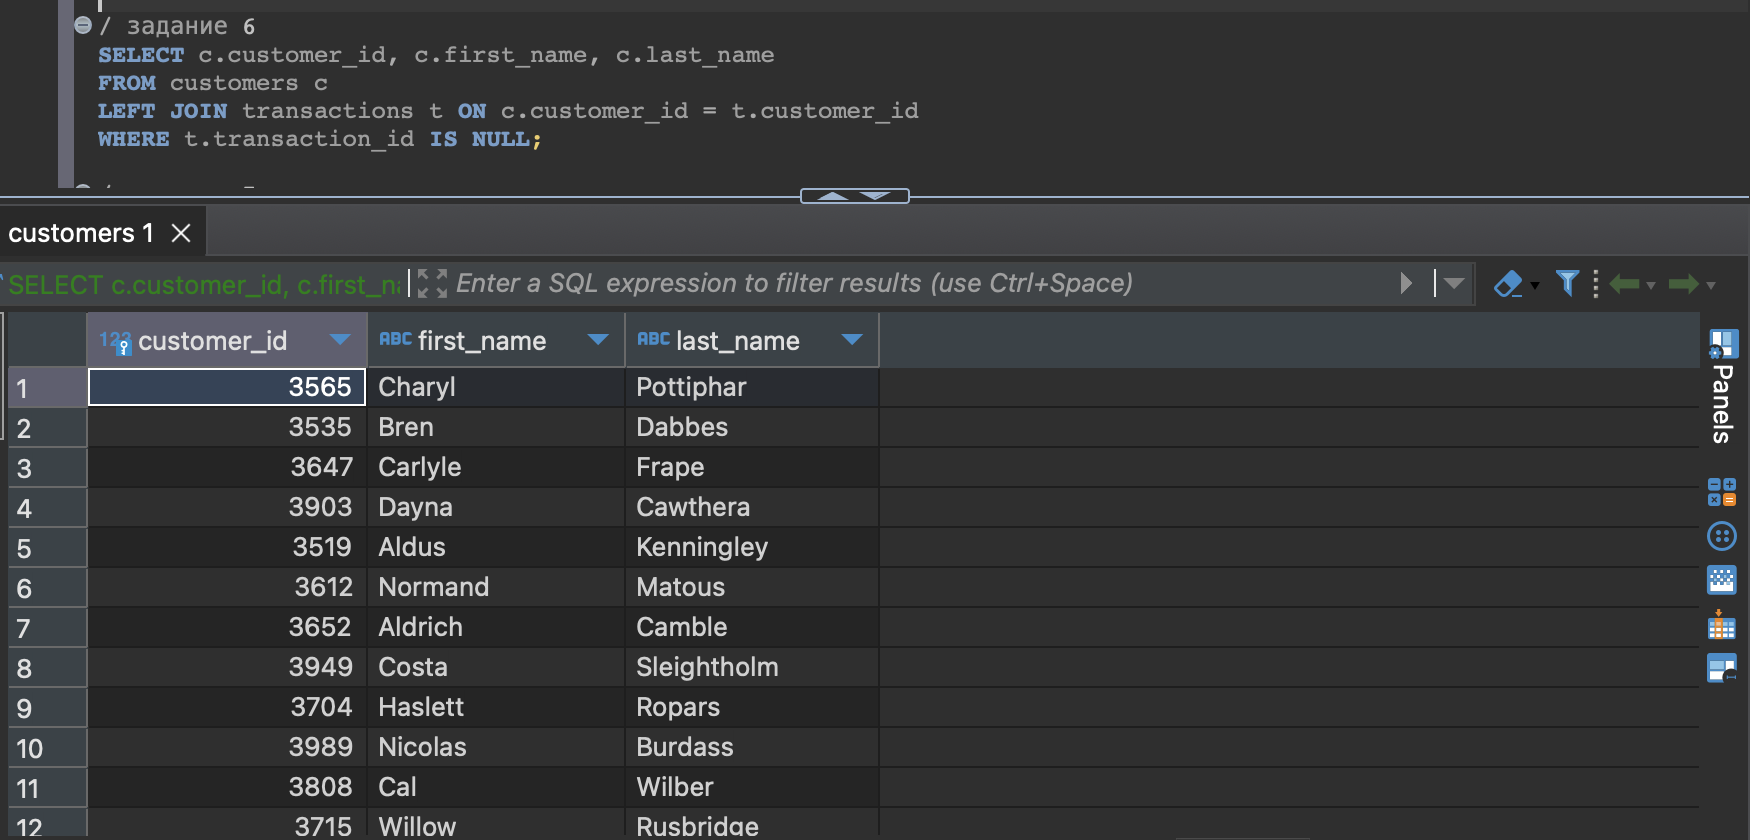 / задание 6
SELECT c.customer_id, c.first_name, c.last_name
FROM customers c
LEFT JOIN transactions t ON c.customer_id = t.customer_id
WHERE t.transaction_id IS NULL;
customers 1
SELECT c.customer_id, c.first_na
Enter a SQL expression to filter results (use Ctrl+Space)
123 customer_id ABC first_name ABC last_name
1 3565 Charyl Pottiphar
2 3535 Bren Dabbes
3 3647 Carlyle Frape
4 3903 Dayna Cawthera
5 3519 Aldus Kenningley
6 3612 Normand Matous
7 3652 Aldrich Camble
8 3949 Costa Sleightholm
9 3704 Haslett Ropars
10 3989 Nicolas Burdass
11 3808 Cal Wilber
12 3715 Willow Rusbridge
Panels